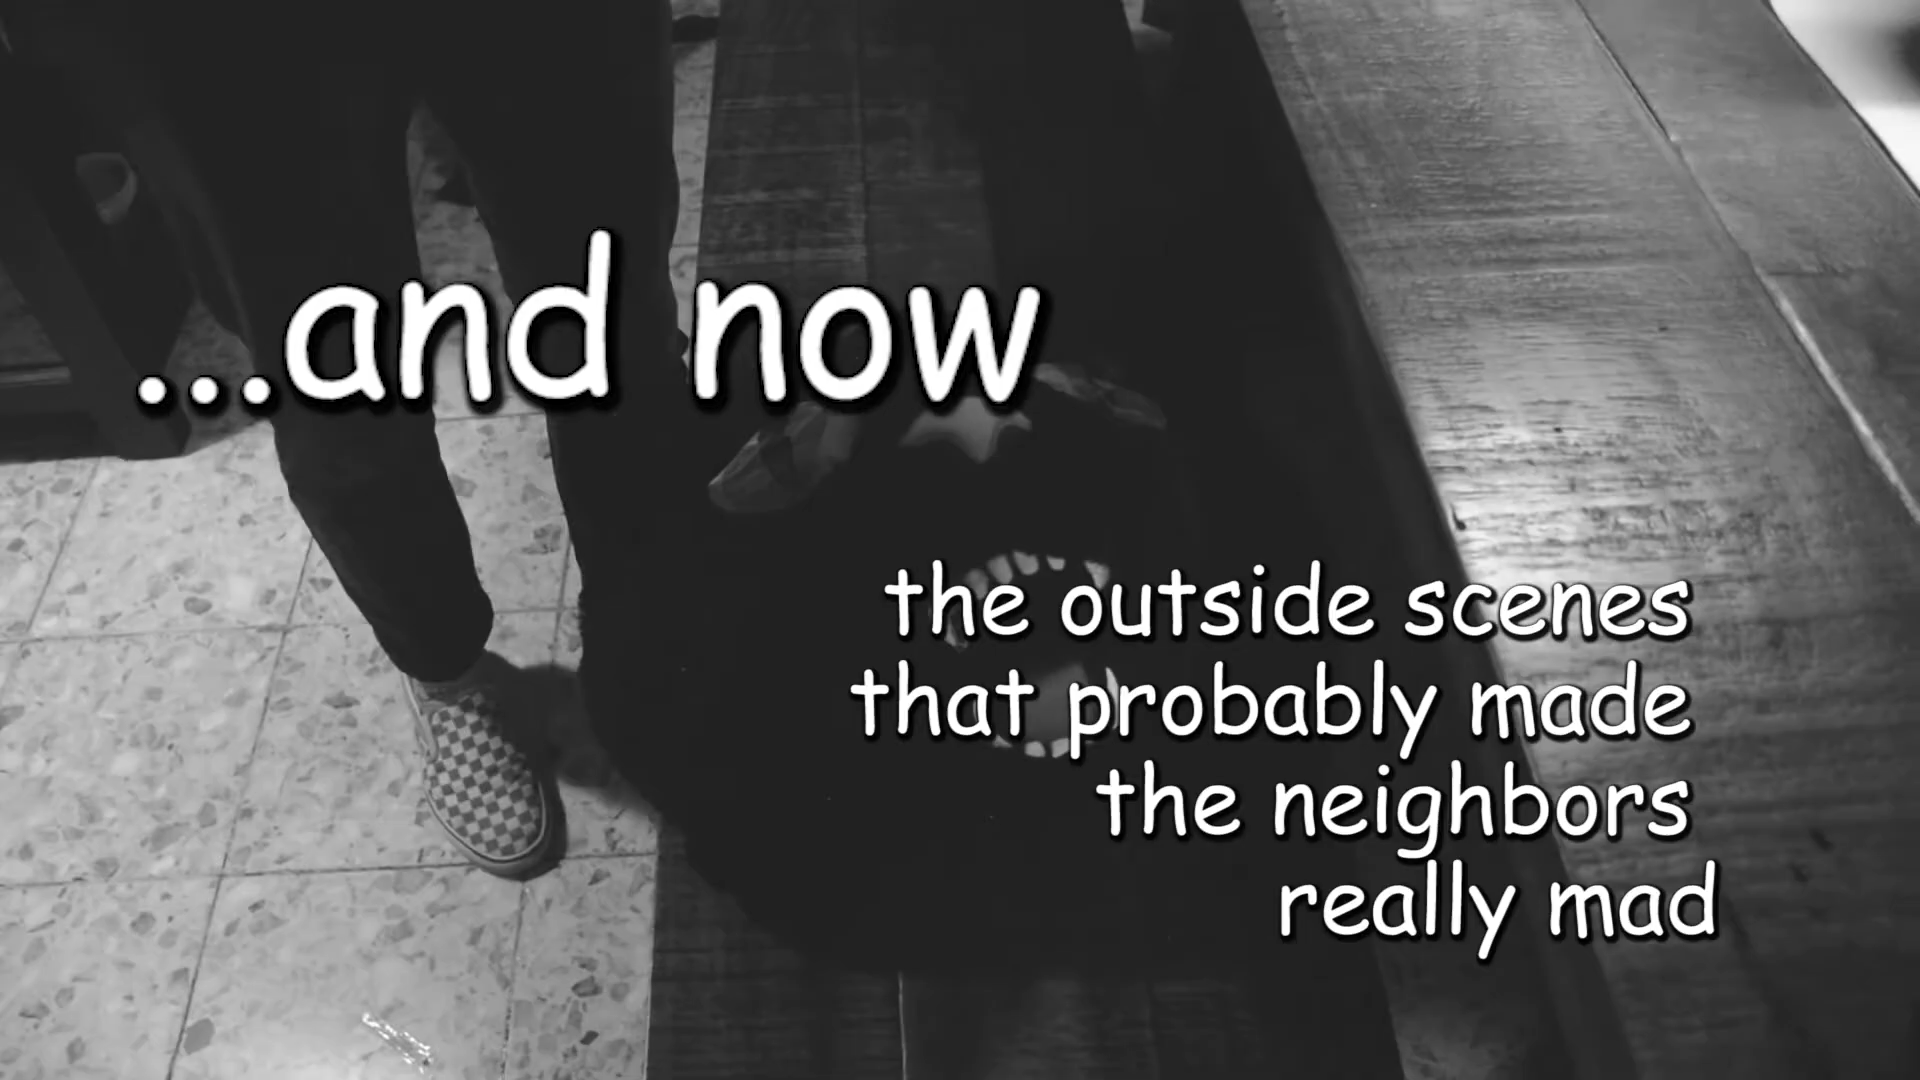 ...and now
the outside scenes
that probably made
the neighbors
really mad